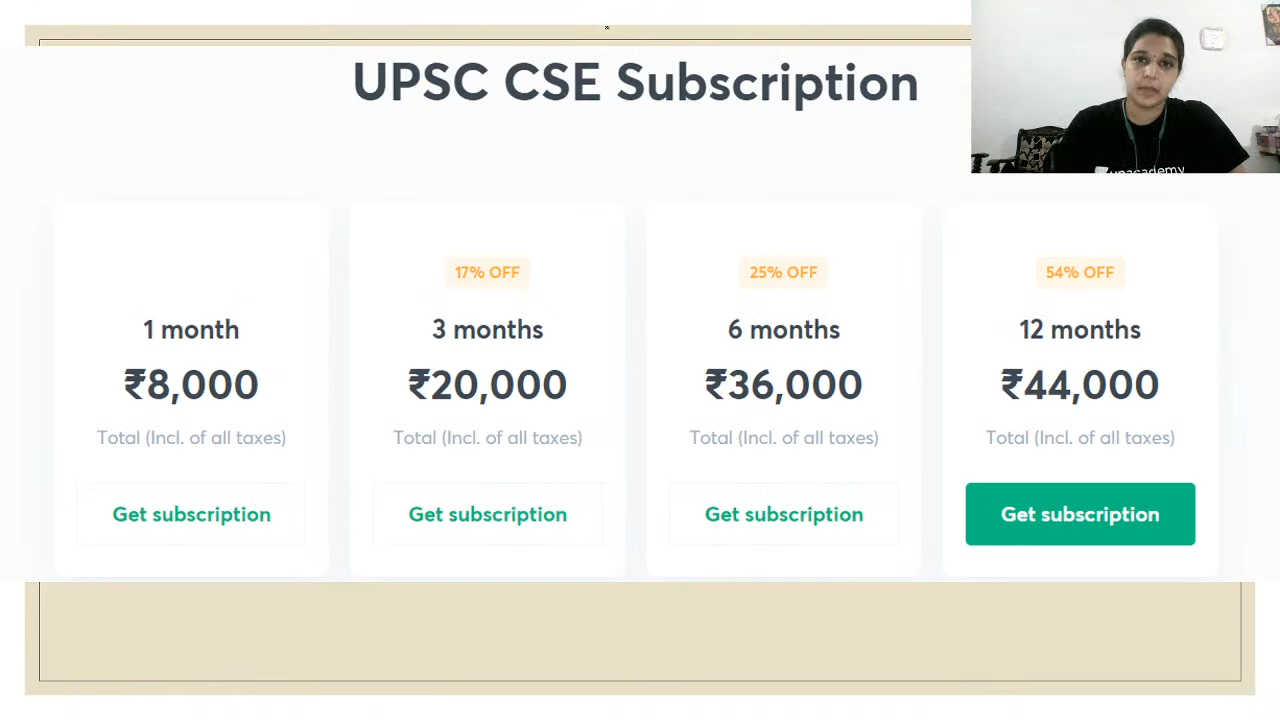 UPSC CSE Subscription
unacademy
17% OFF
25% OFF
54% OFF
1 month
3 months
6 months
12 months
₹8,000
₹20,000
₹36,000
₹44,000
Total (Incl. of all taxes)
Total (Incl. of all taxes)
Total (Incl. of all taxes)
Total (Incl. of all taxes)
Get subscription
Get subscription
Get subscription
Get subscription